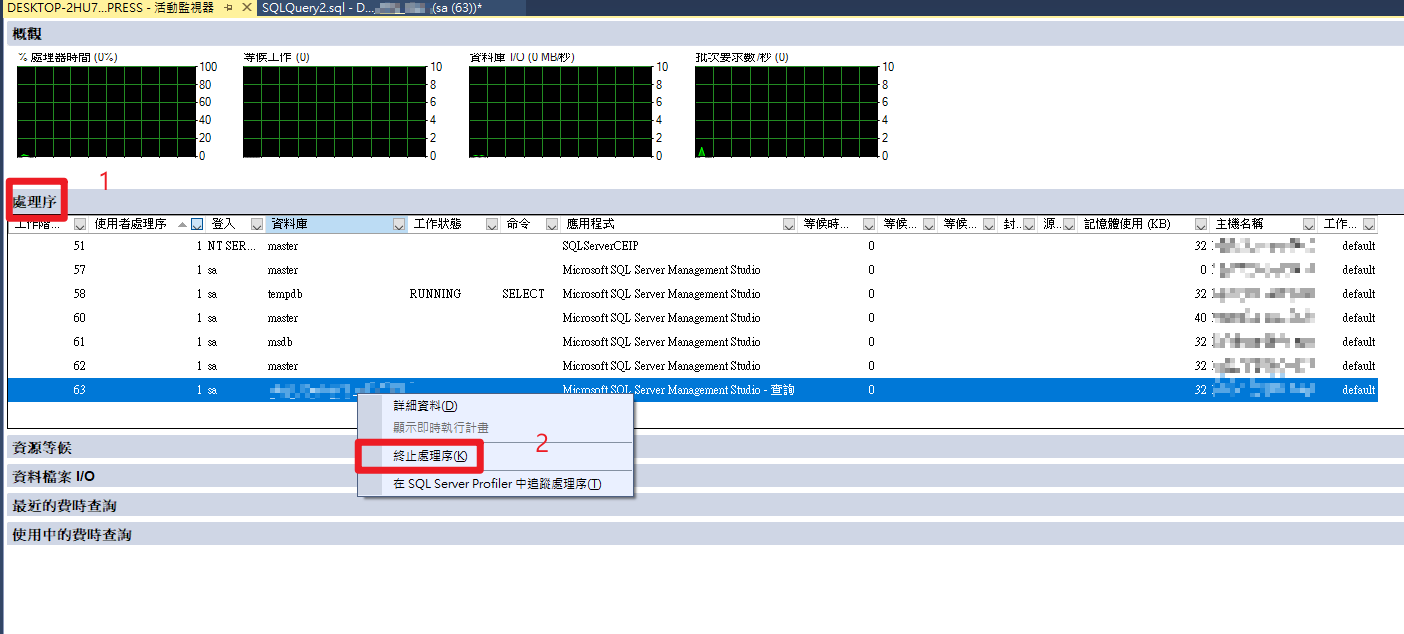 DESKTOP-2HU7...PRESS - 活動監視器 SQLQuery2.sql - D... (sa (63))*
概觀
% 處理器時間 (0%) 等候工作 (0) 資料庫 I/O (0 MB/秒) 批次要求數/秒 (0)
100 10 10 10
80 8 8 8
60 6 6 6
40 4 4 4
20 2 2 2
0 0 0 0
1
處理序
工作階... 使用者處理序 登入 資料庫 工作狀態 命令 應用程式 等候時... 等候... 等候... 封... 源... 記憶體使用 (KB) 主機名稱 工作...
51 1 NT SER... master SQLServerCEIP 0 32 default
57 1 sa master Microsoft SQL Server Management Studio 0 0 default
58 1 sa tempdb RUNNING SELECT Microsoft SQL Server Management Studio 0 32 default
60 1 sa master Microsoft SQL Server Management Studio 0 40 default
61 1 sa msdb Microsoft SQL Server Management Studio 0 32 default
62 1 sa master Microsoft SQL Server Management Studio 0 32 default
63 1 sa Microsoft SQL Server Management Studio - 查詢 0 32 default
詳細資料(D)
顯示即時執行計畫
終止處理序(K) 2
在 SQL Server Profiler 中追蹤處理序(T)
資源等候
資料檔案 I/O
最近的費時查詢
使用中的費時查詢